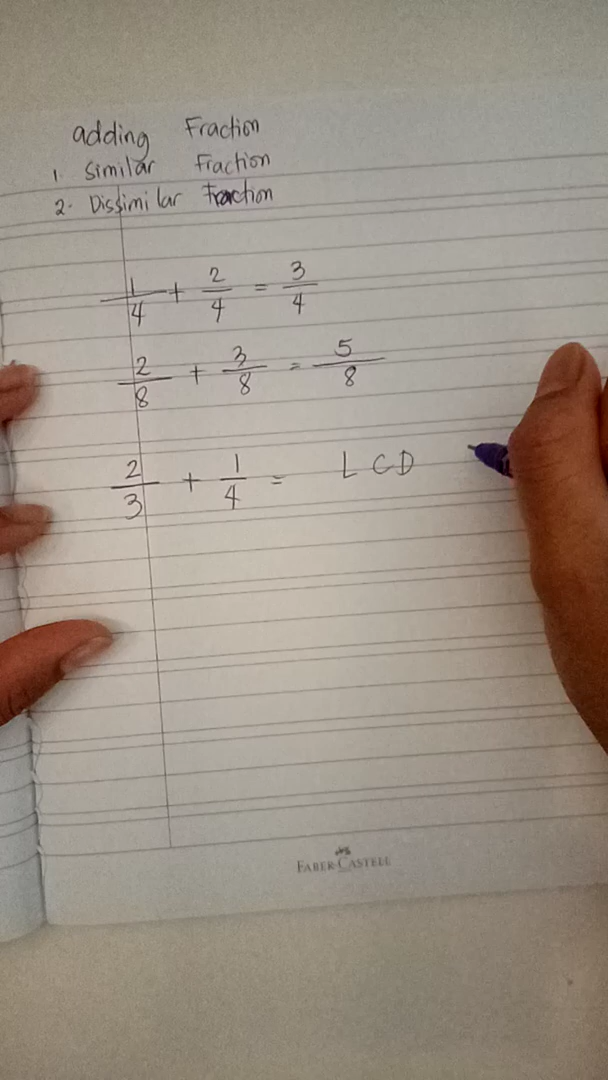 adding Fraction
1. Similar Fraction
2. Dissimilar Fraction
1/4 + 2/4 = 3/4
2/8 + 3/8 = 5/8
2/3 + 1/4 = LCD
FABER-CASTELL